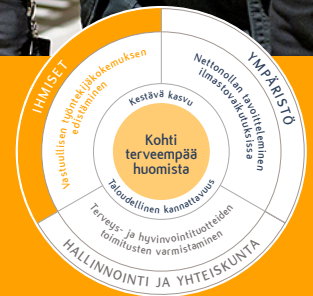 IHMISET
Vastuullisen työntekijäkokemuksen
edistäminen
YMPÄRISTÖ
Nettonollan tavoitteleminen
ilmastovaikutuksissa
Kestävä kasvu
Kohti
terveempää
huomista
Taloudellinen kannattavuus
Terveys- ja hyvinvointituotteiden
toimitusten varmistaminen
HALLINNOINTI JA YHTEISKUNTA